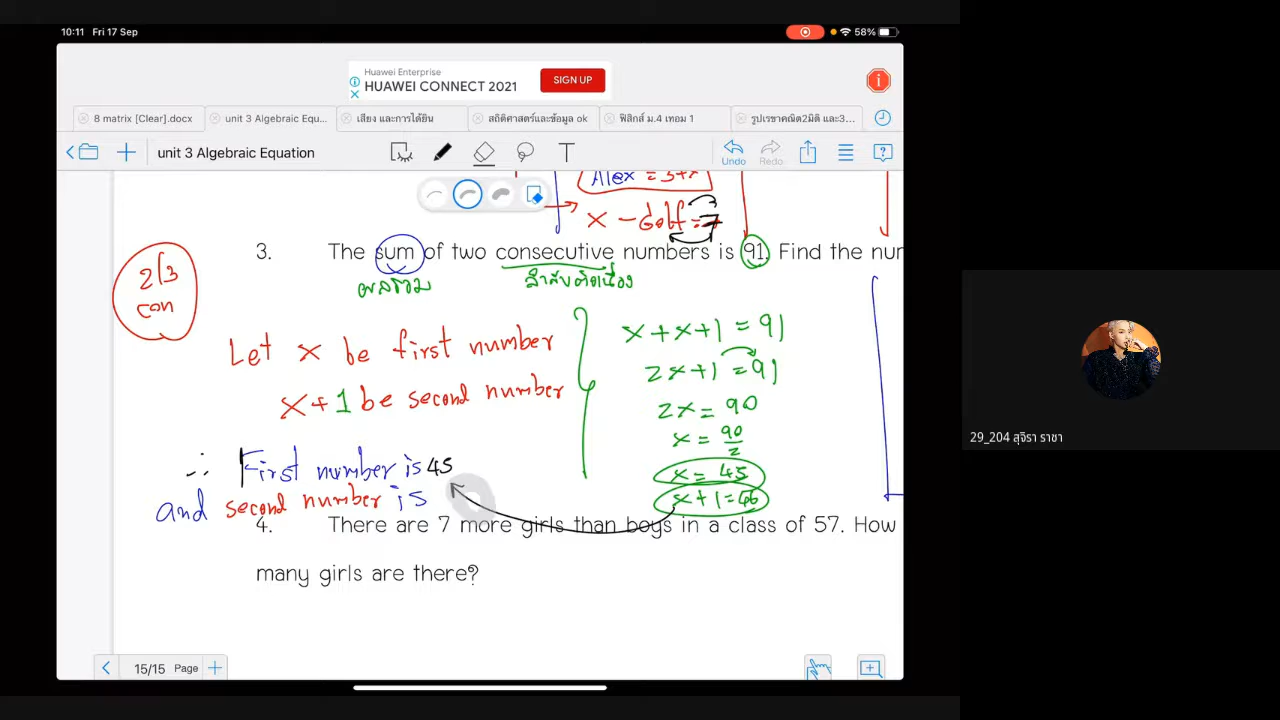 10:11 Fri 17 Sep
58%
Huawei Enterprise
HUAWEI CONNECT 2021
SIGN UP
8 matrix [Clear].docx
unit 3 Algebraic Equ...
เสียง และการได้ยิน
สถิติศาสตร์และข้อมูล ok
ฟิสิกส์ ม.4 เทอม 1
รูปเรขาคณิต2มิติ และ3...
unit 3 Algebraic Equation
T
Undo
Redo
Alex = 3+x
x - Golf = 7
3. The sum of two consecutive numbers is 91. Find the num
ผลรวม
ลำดับต่อเนื่อง
2/3
con
Let x be first number
x+1 be second number
x+x+1 = 91
2x+1 = 91
2x = 90
x = 90/2
x = 45
x+1=46
∴ First number is 45
and second number is
4. There are 7 more girls than boys in a class of 57. How
many girls are there?
15/15 Page
29_204 สุจิรา ราชา